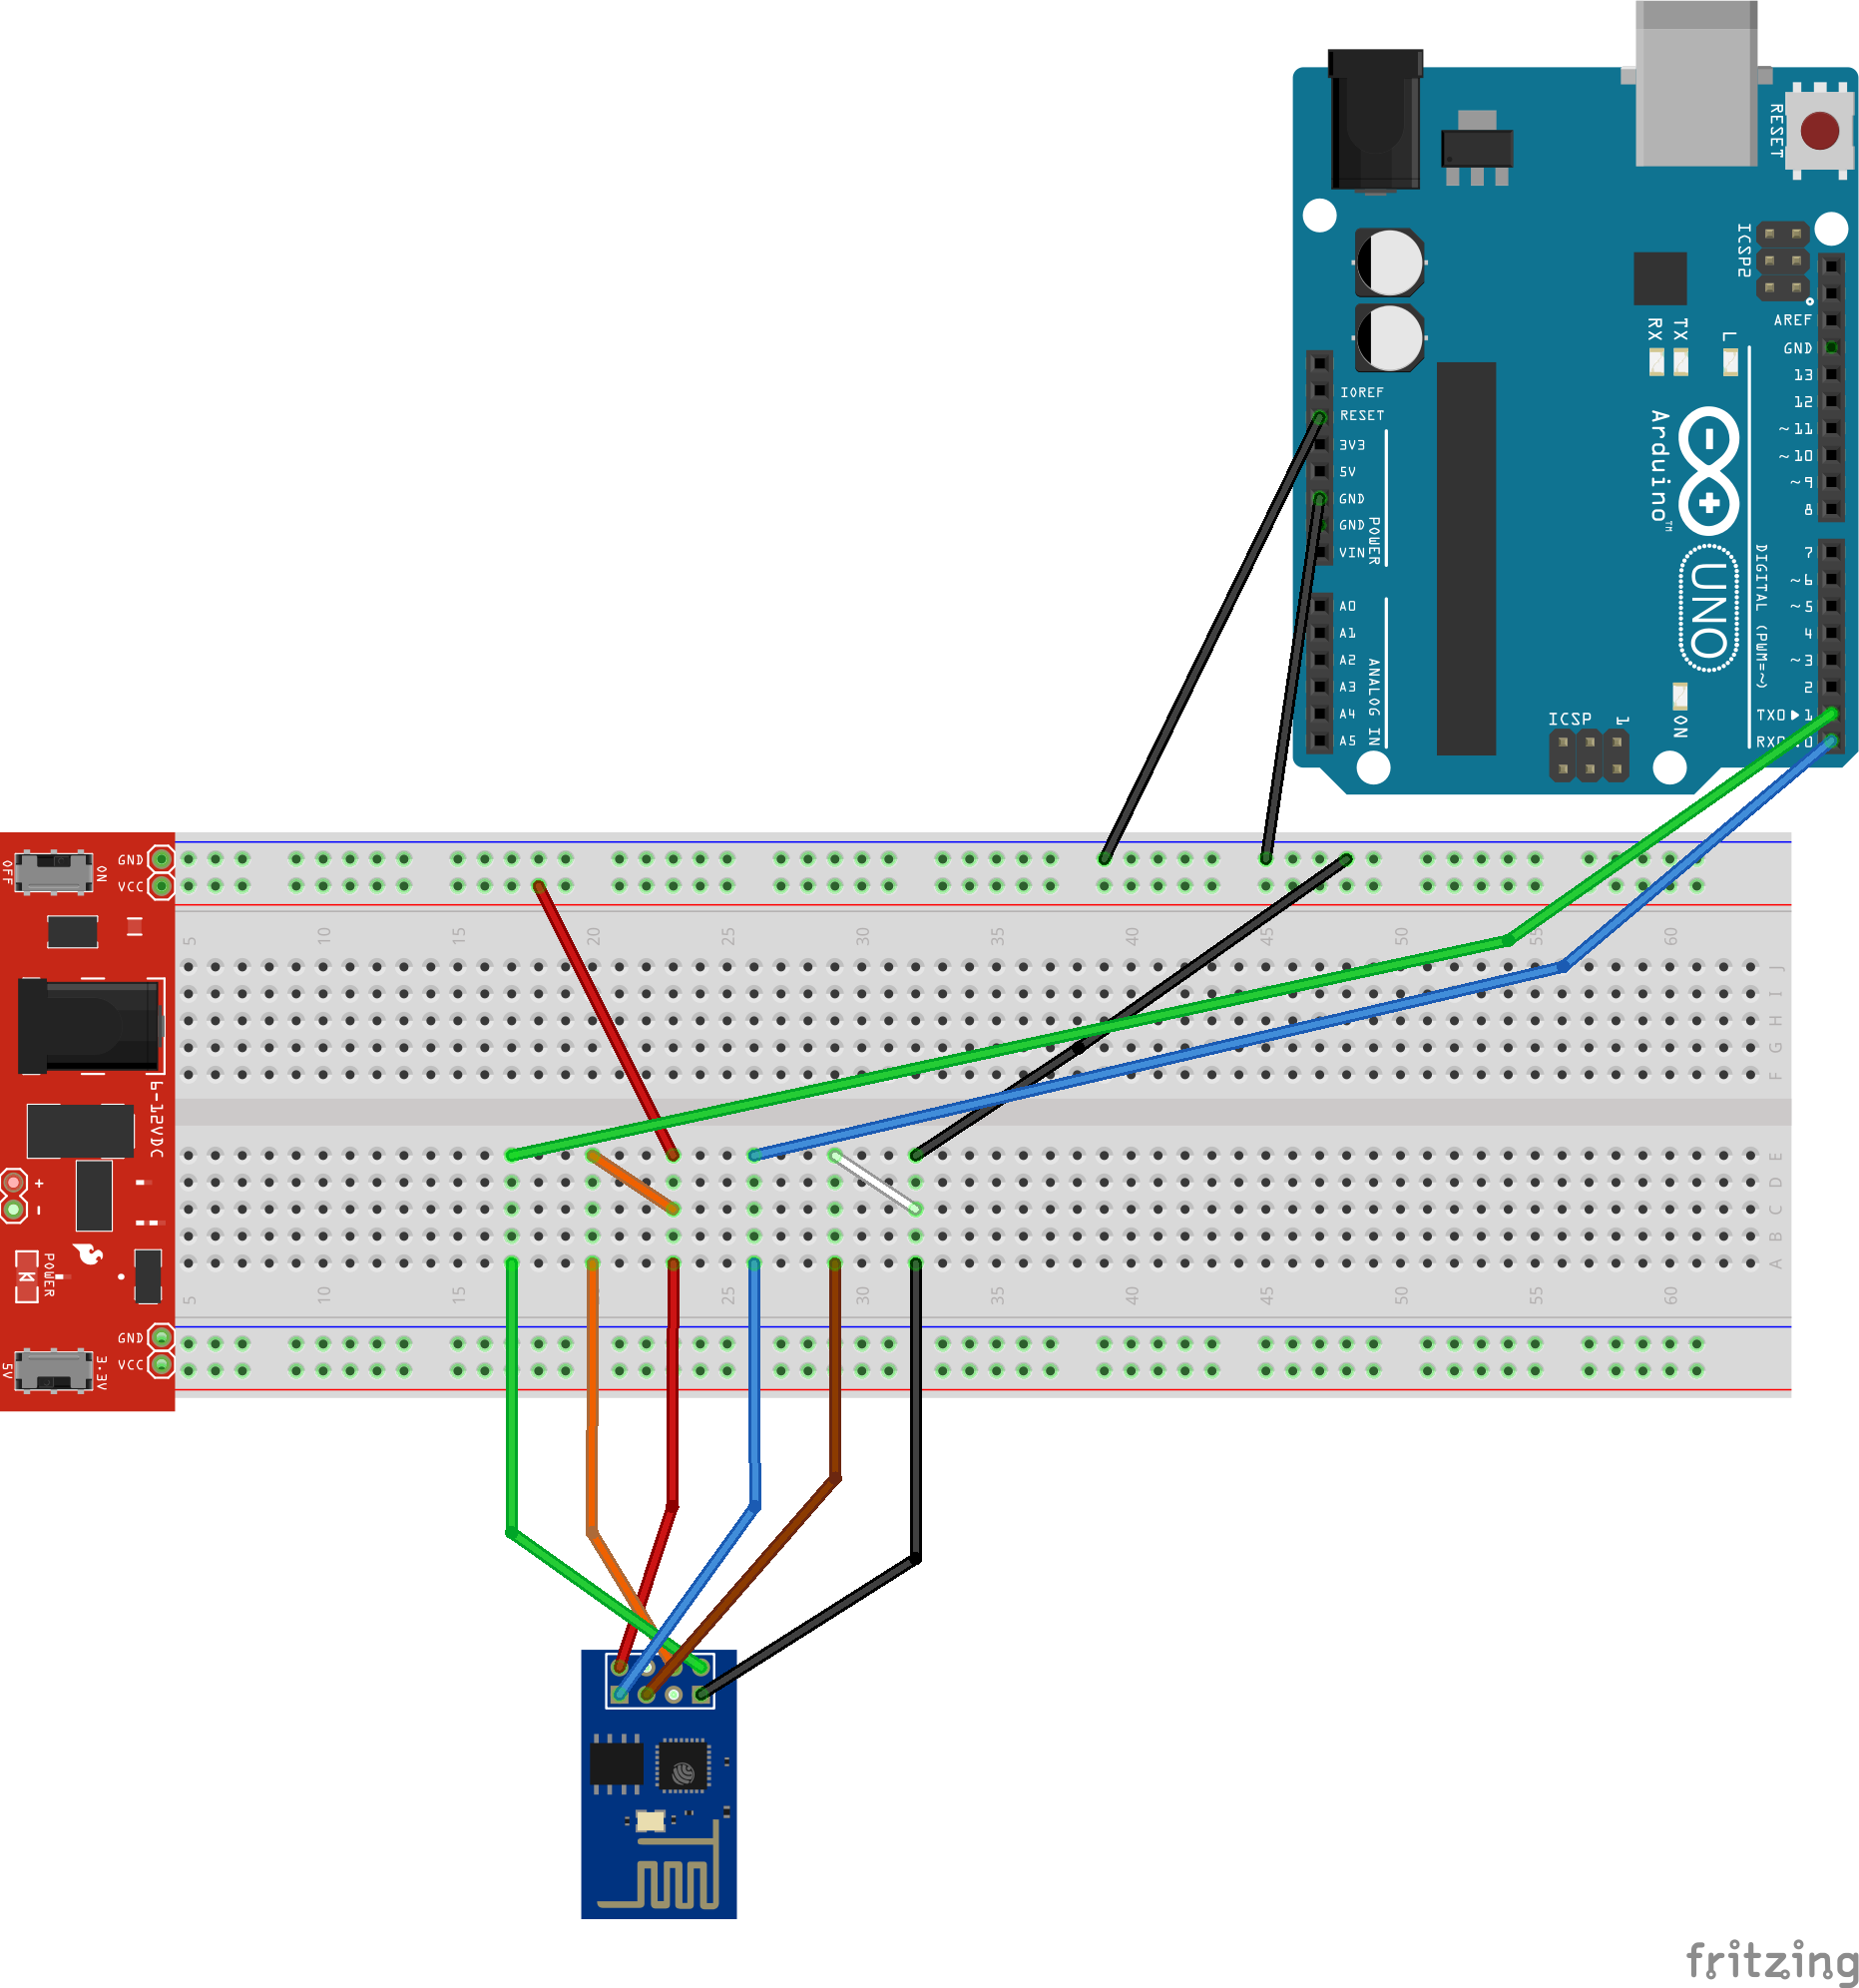 RESET
ICSP2
AREF
GND
RX
TX
L
13
12
~11
~10
~9
8
IOREF
RESET
3V3
5V
GND
GND
VIN
POWER
Arduino™
UNO
DIGITAL (PWM=~)
7
~6
~5
4
~3
2
TX0►1
A0
A1
A2
A3
A4
A5
ANALOG IN
ICSP
1
ON
OFF
ON
GND
VCC
5 10 15 20 25 30 35 40 45 50 55 60
J
I
H
G
F
6-12VDC
+
-
E
D
C
B
A
POWER
5 10 15 25 30 35 40 45 50 55 60
GND
VCC
5V
3.3V
fritzing